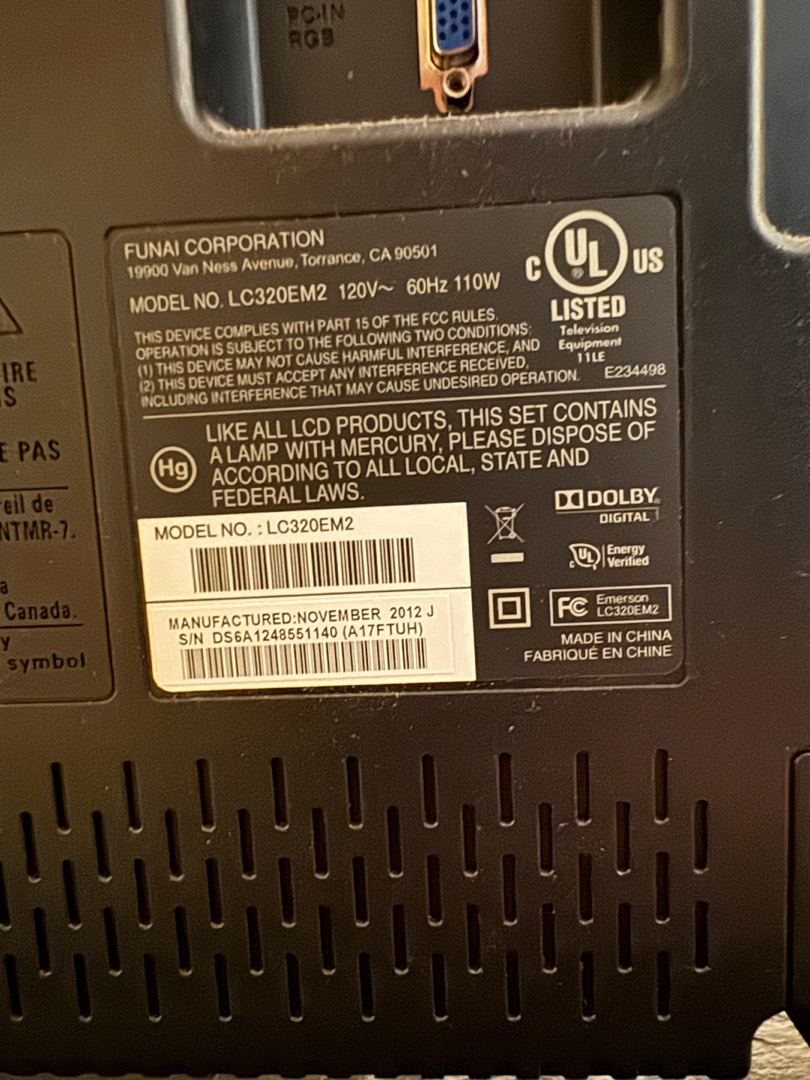 PC-IN
RGB
FUNAI CORPORATION
19900 Van Ness Avenue, Torrance, CA 90501
MODEL NO. LC320EM2 120V~ 60Hz 110W
C UL ® US
LISTED
Television
Equipment
11LE
E234498
THIS DEVICE COMPLIES WITH PART 15 OF THE FCC RULES.
OPERATION IS SUBJECT TO THE FOLLOWING TWO CONDITIONS:
(1) THIS DEVICE MAY NOT CAUSE HARMFUL INTERFERENCE, AND
(2) THIS DEVICE MUST ACCEPT ANY INTERFERENCE RECEIVED,
INCLUDING INTERFERENCE THAT MAY CAUSE UNDESIRED OPERATION.
Hg
LIKE ALL LCD PRODUCTS, THIS SET CONTAINS
A LAMP WITH MERCURY, PLEASE DISPOSE OF
ACCORDING TO ALL LOCAL, STATE AND
FEDERAL LAWS.
MODEL NO. : LC320EM2
MANUFACTURED:NOVEMBER 2012 J
S/N DS6A1248551140 (A17FTUH)
DOLBY
DIGITAL
UL Energy
Verified
FC Emerson
LC320EM2
MADE IN CHINA
FABRIQUÉ EN CHINE
IRE
S
E PAS
eil de
NTMR-7.
a
Canada.
y
symbol